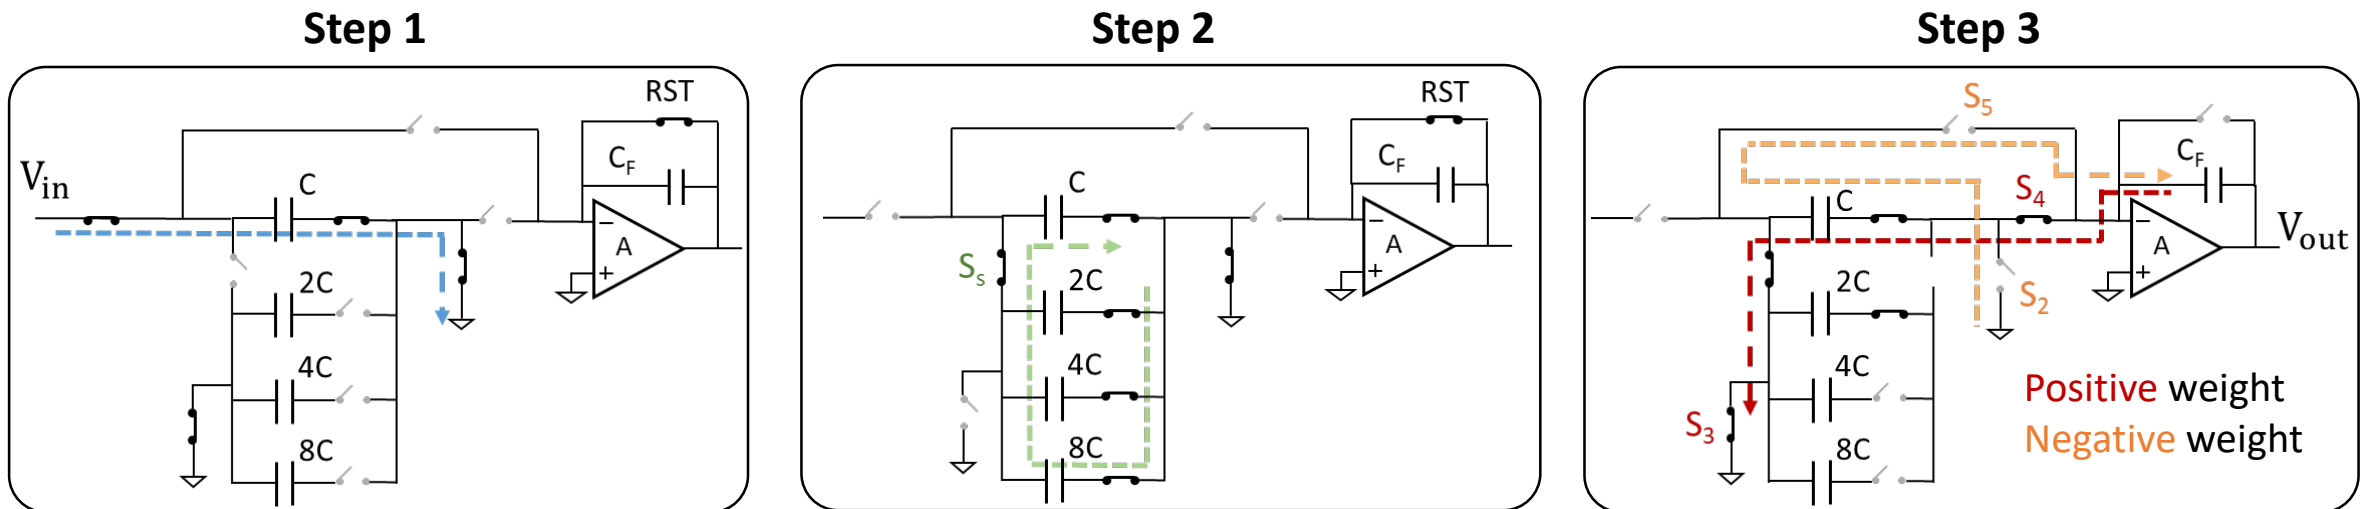 Step 1
RST
C_F
V_in
C
A
2C
4C
8C
Step 2
RST
C_F
C
A
S_s
2C
4C
8C
Step 3
S_5
C_F
S_4
C
A
V_out
2C
S_2
4C
Positive weight
S_3
8C
Negative weight